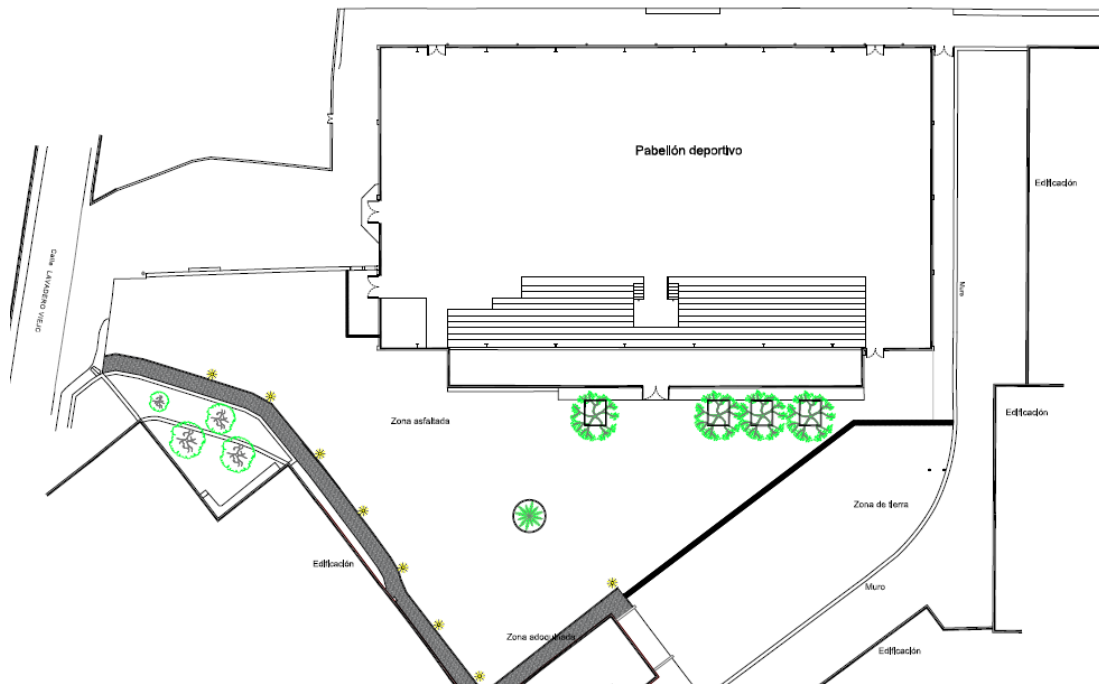 Pabellón deportivo
Edificación
Calle LAVADERO VIEJO
Muro
Edificación
Zona asfaltada
Zona de tierra
Edificación
Muro
Zona adoquinada
Edificación